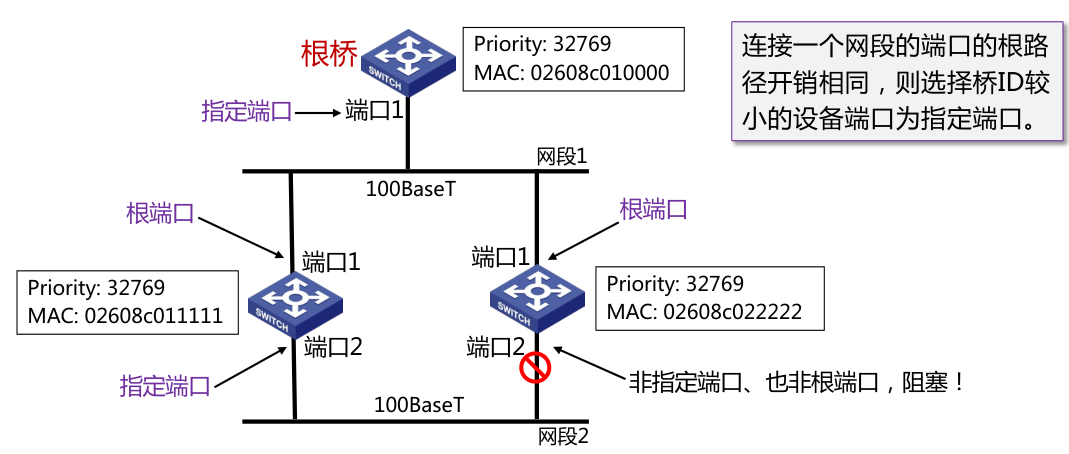 根桥
SWITCH
Priority: 32769
MAC: 02608c010000
连接一个网段的端口的根路
径开销相同，则选择桥ID较
小的设备端口为指定端口。
指定端口
端口1
网段1
100BaseT
根端口
根端口
端口1
端口1
Priority: 32769
MAC: 02608c011111
SWITCH
SWITCH
Priority: 32769
MAC: 02608c022222
端口2
端口2
指定端口
非指定端口、也非根端口，阻塞！
100BaseT
网段2